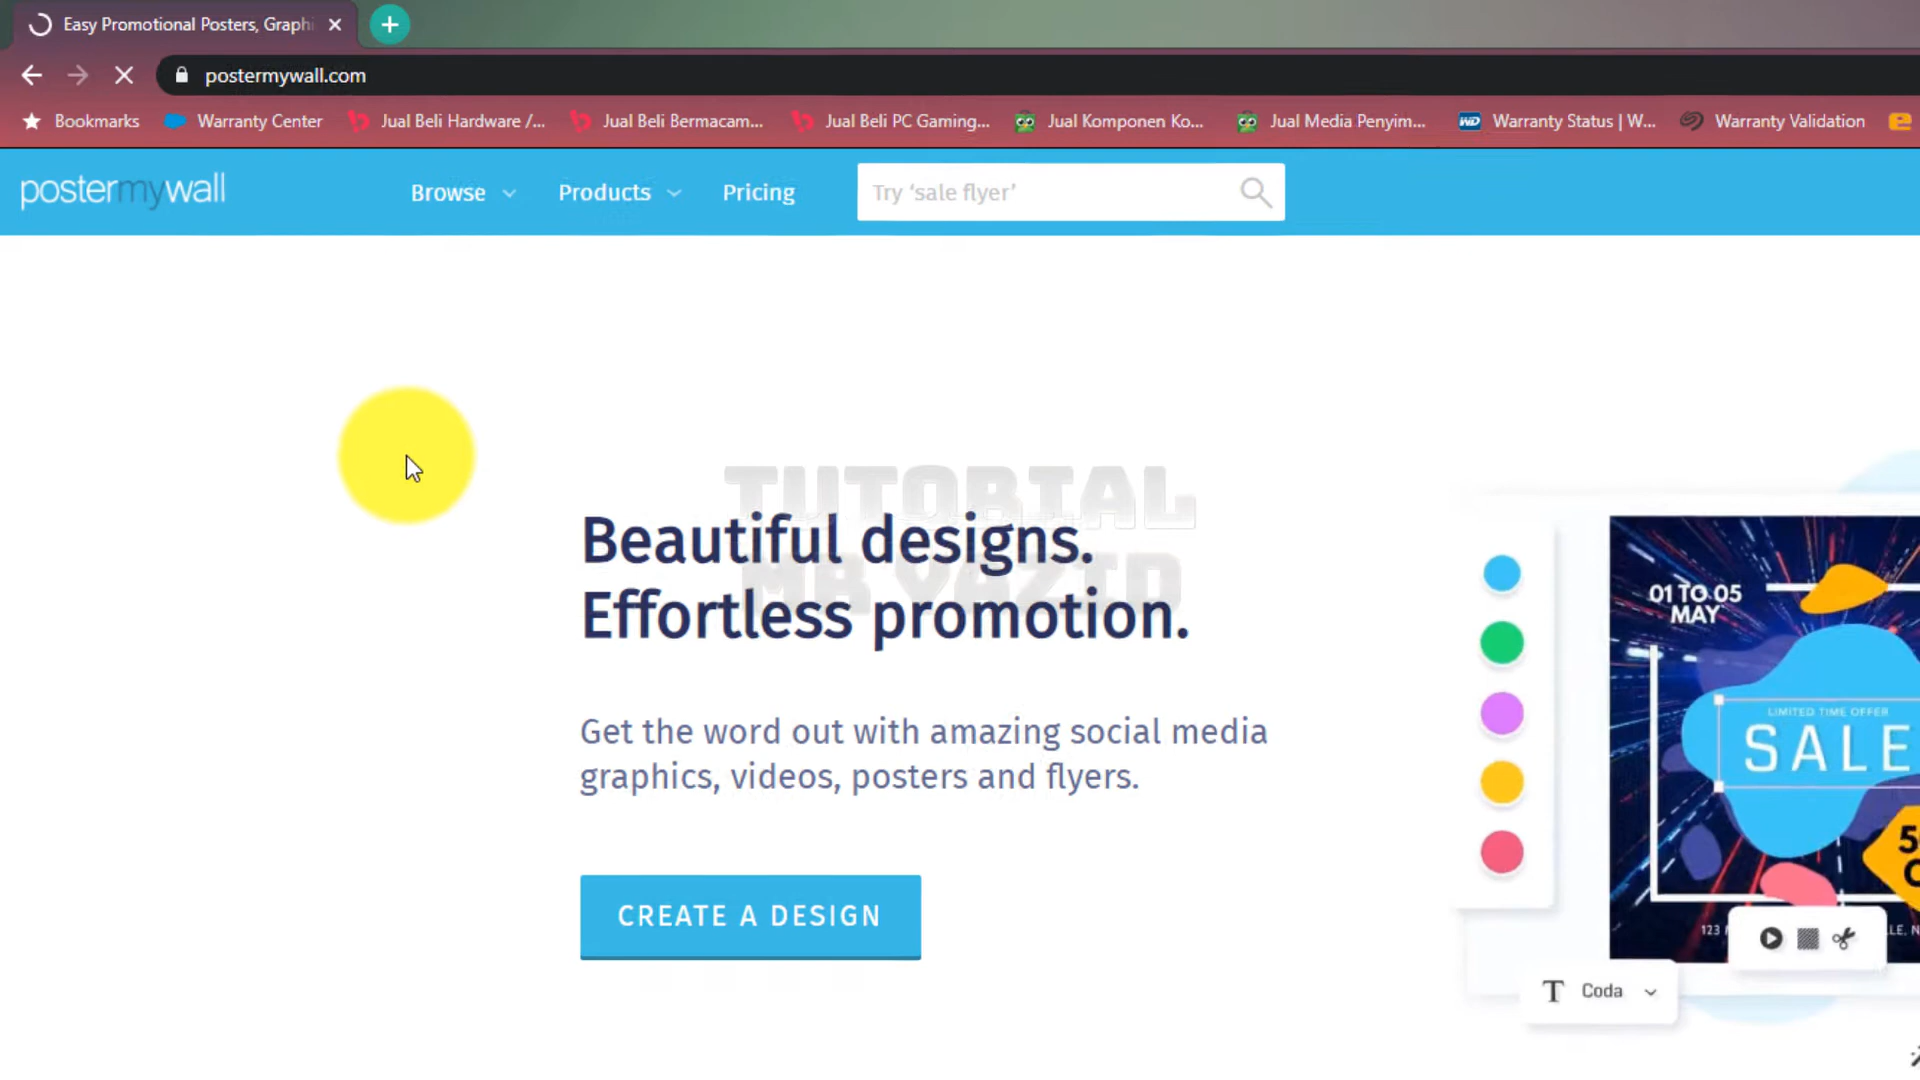 Easy Promotional Posters, Graphi
postermywall.com
Bookmarks Warranty Center Jual Beli Hardware /... Jual Beli Bermacam... Jual Beli PC Gaming... Jual Komponen Ko... Jual Media Penyim... Warranty Status | W... Warranty Validation
postermywall Browse Products Pricing Try ‘sale flyer’
TUTORIAL
MR YAZID
Beautiful designs.
Effortless promotion.
Get the word out with amazing social media
graphics, videos, posters and flyers.
CREATE A DESIGN
01 TO 05
MAY
LIMITED TIME OFFER
SALE
123
Coda